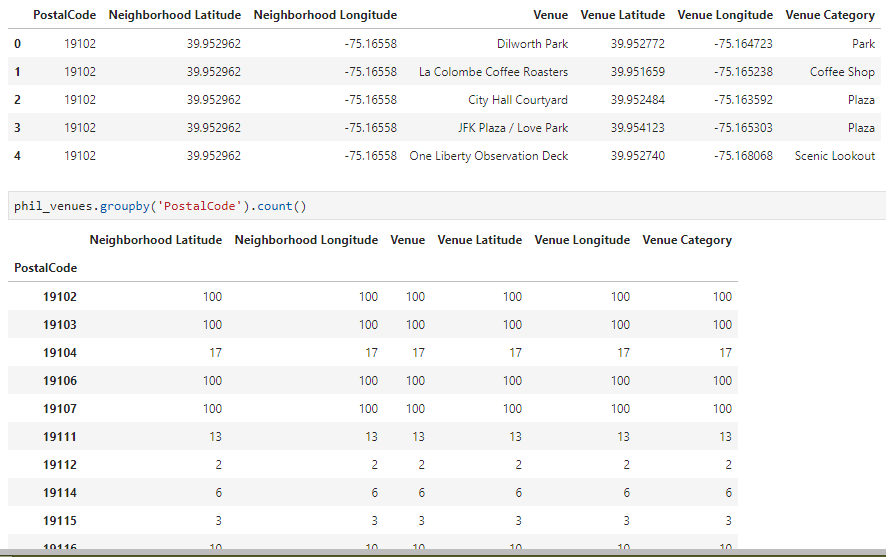 PostalCode Neighborhood Latitude Neighborhood Longitude Venue Venue Latitude Venue Longitude Venue Category
0 19102 39.952962 -75.16558 Dilworth Park 39.952772 -75.164723 Park
1 19102 39.952962 -75.16558 La Colombe Coffee Roasters 39.951659 -75.165238 Coffee Shop
2 19102 39.952962 -75.16558 City Hall Courtyard 39.952484 -75.163592 Plaza
3 19102 39.952962 -75.16558 JFK Plaza / Love Park 39.954123 -75.165303 Plaza
4 19102 39.952962 -75.16558 One Liberty Observation Deck 39.952740 -75.168068 Scenic Lookout
phil_venues.groupby('PostalCode').count()
Neighborhood Latitude Neighborhood Longitude Venue Venue Latitude Venue Longitude Venue Category
PostalCode
19102 100 100 100 100 100 100
19103 100 100 100 100 100 100
19104 17 17 17 17 17 17
19106 100 100 100 100 100 100
19107 100 100 100 100 100 100
19111 13 13 13 13 13 13
19112 2 2 2 2 2 2
19114 6 6 6 6 6 6
19115 3 3 3 3 3 3
19116 10 10 10 10 10 10